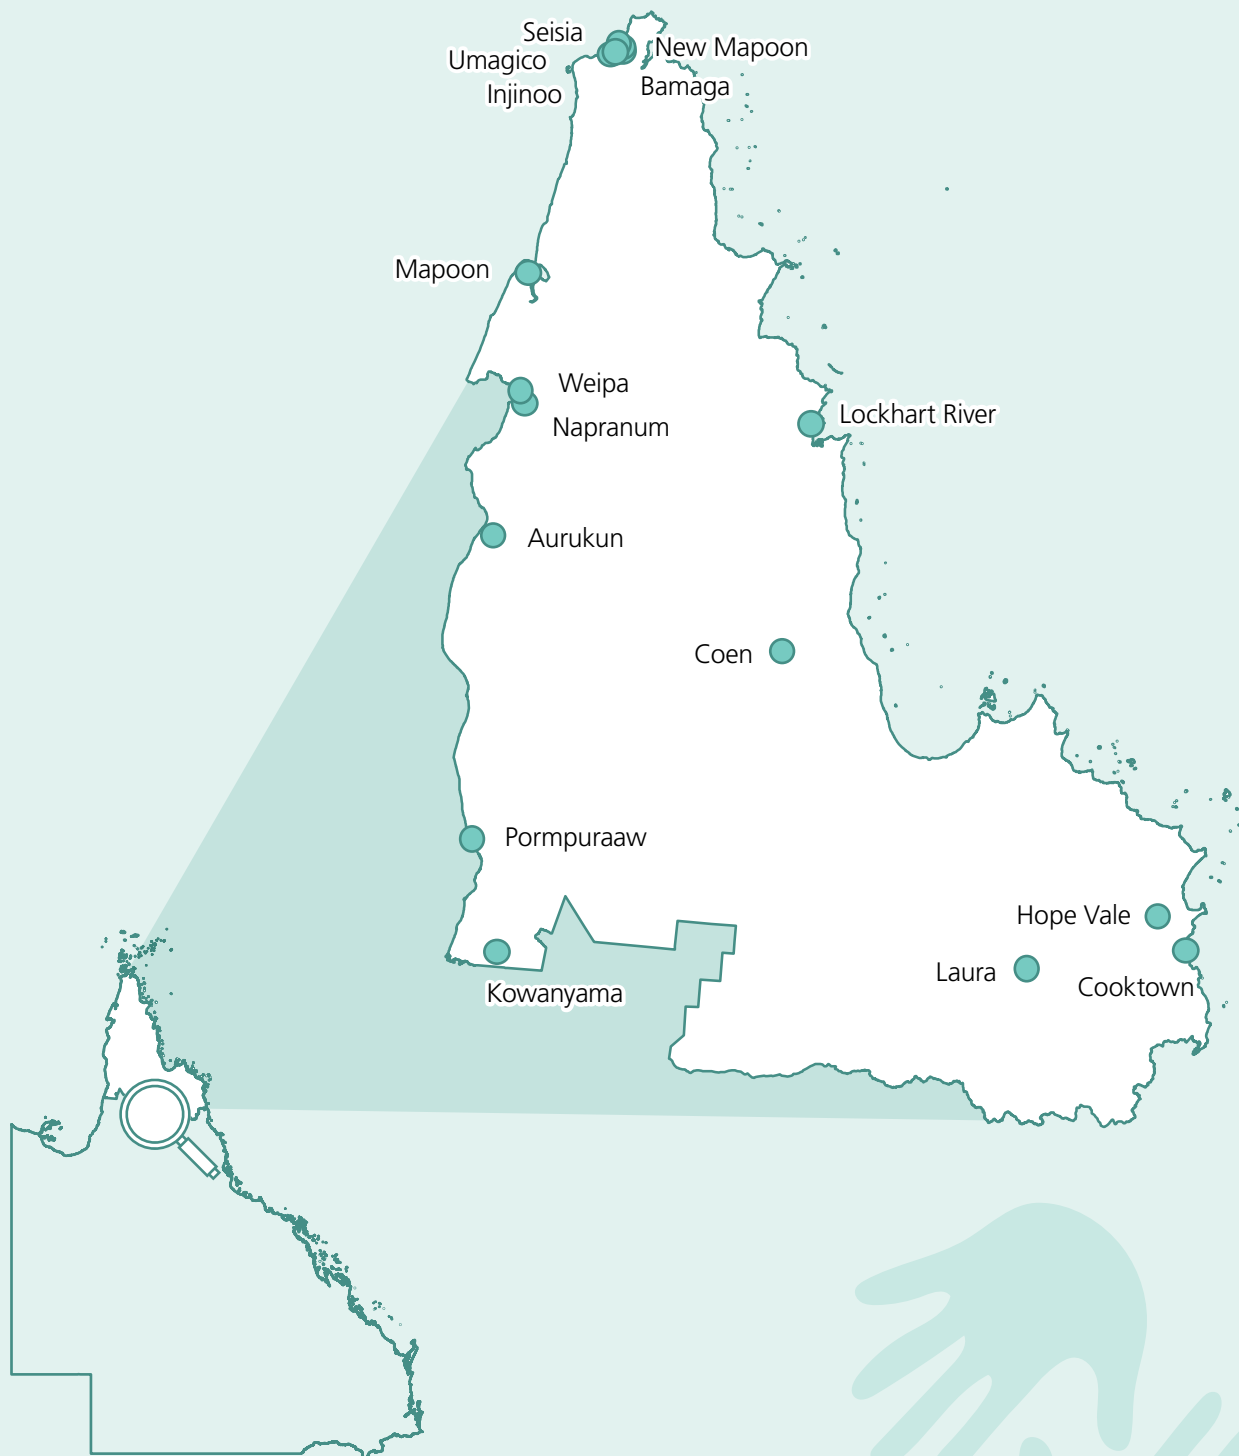 Seisia
New Mapoon
Umagico
Bamaga
Injinoo
Mapoon
Weipa
Lockhart River
Napranum
Aurukun
Coen
Pormpuraaw
Hope Vale
Laura
Cooktown
Kowanyama